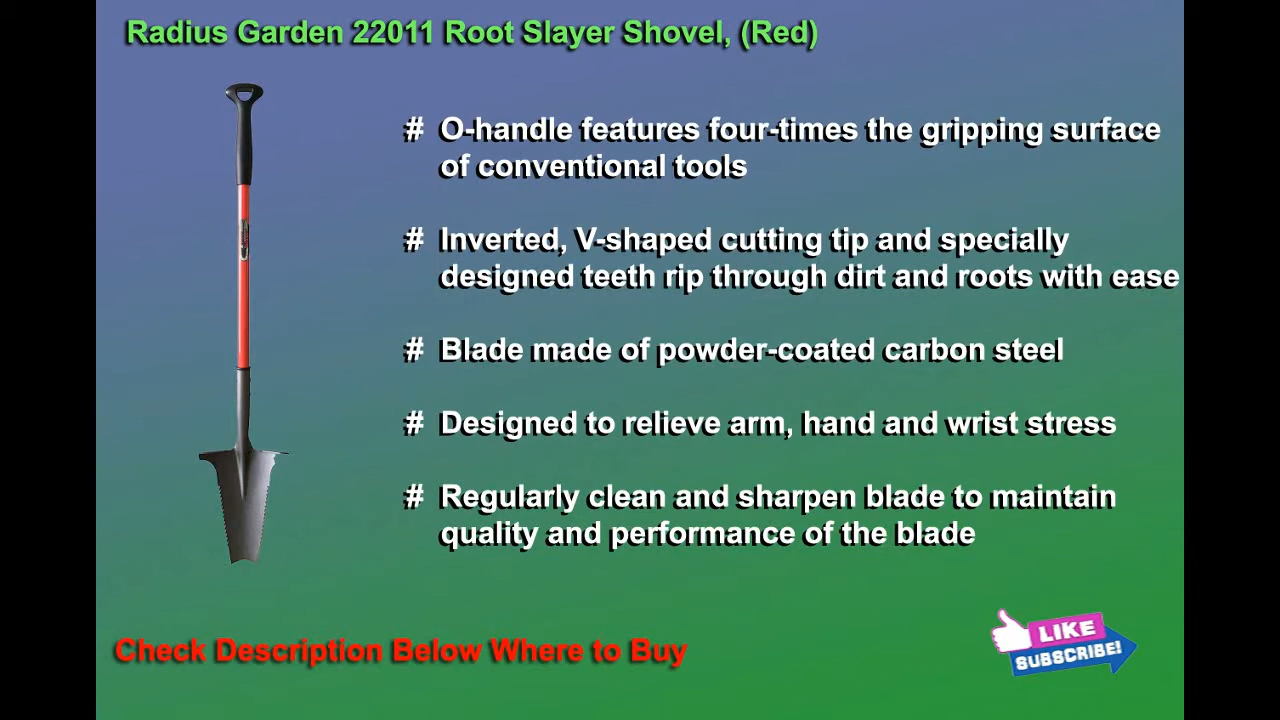 Radius Garden 22011 Root Slayer Shovel, (Red)
# O-handle features four-times the gripping surface
of conventional tools
# Inverted, V-shaped cutting tip and specially
designed teeth rip through dirt and roots with ease
# Blade made of powder-coated carbon steel
# Designed to relieve arm, hand and wrist stress
# Regularly clean and sharpen blade to maintain
quality and performance of the blade
Check Description Below Where to Buy
LIKE
SUBSCRIBE!